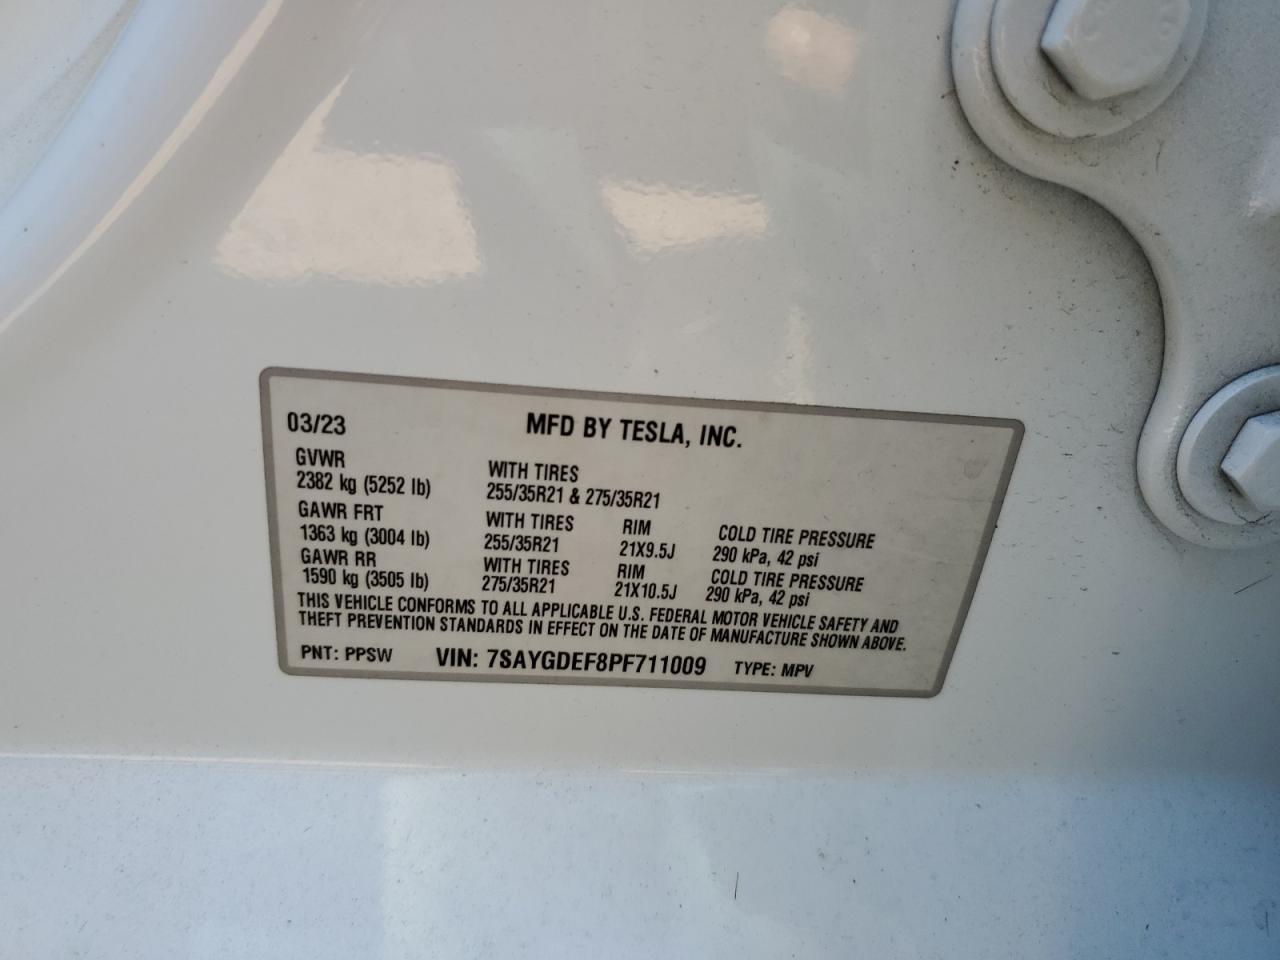 03/23 MFD BY TESLA, INC.
GVWR
2382 kg (5252 lb)
WITH TIRES
255/35R21 & 275/35R21
GAWR FRT
1363 kg (3004 lb)
WITH TIRES
255/35R21
RIM
21X9.5J
COLD TIRE PRESSURE
290 kPa, 42 psi
GAWR RR
1590 kg (3505 lb)
WITH TIRES
275/35R21
RIM
21X10.5J
COLD TIRE PRESSURE
290 kPa, 42 psi
THIS VEHICLE CONFORMS TO ALL APPLICABLE U.S. FEDERAL MOTOR VEHICLE SAFETY AND
THEFT PREVENTION STANDARDS IN EFFECT ON THE DATE OF MANUFACTURE SHOWN ABOVE.
PNT: PPSW VIN: 7SAYGDEF8PF711009 TYPE: MPV